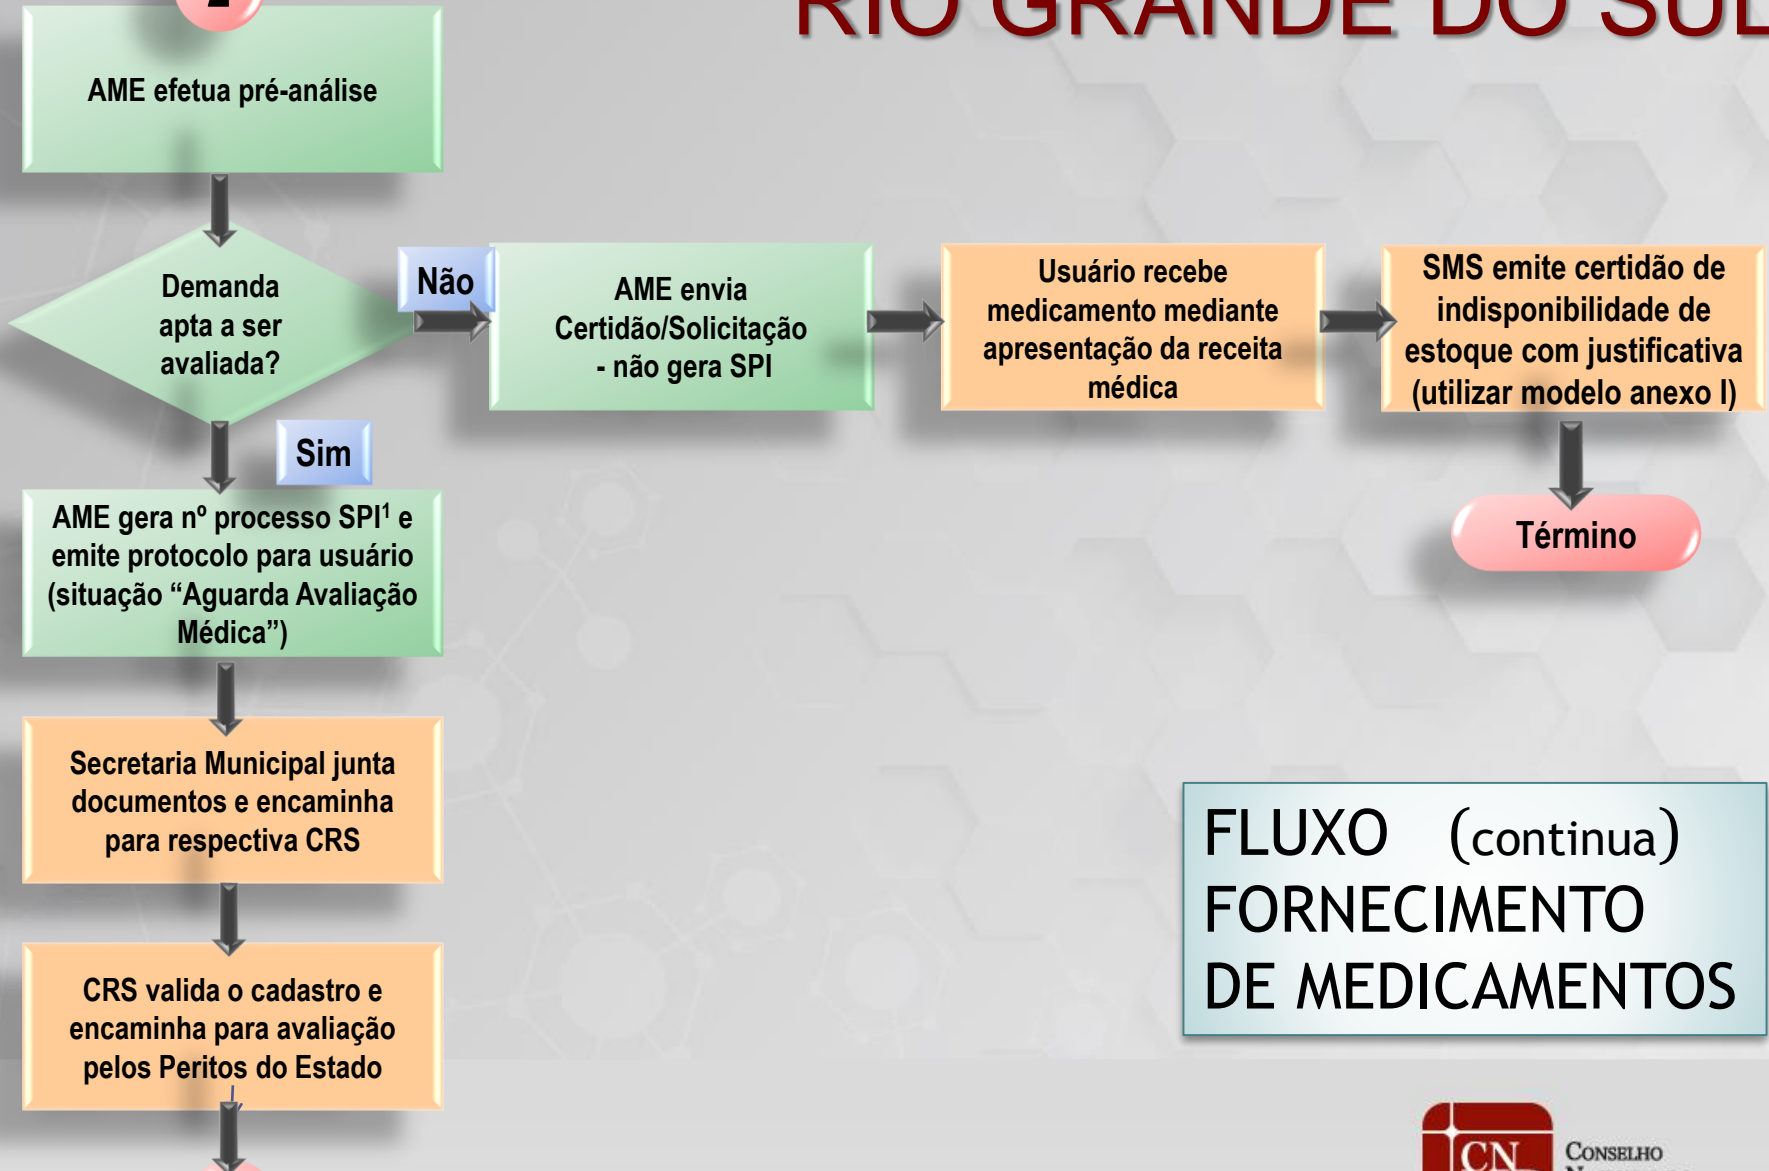 RIO GRANDE DO SUL
AME efetua pré-análise
Demanda
apta a ser
avaliada?
Não
AME envia
Certidão/Solicitação
- não gera SPI
Usuário recebe
medicamento mediante
apresentação da receita
médica
SMS emite certidão de
indisponibilidade de
estoque com justificativa
(utilizar modelo anexo I)
Término
Sim
AME gera nº processo SPI¹ e
emite protocolo para usuário
(situação “Aguarda Avaliação
Médica”)
Secretaria Municipal junta
documentos e encaminha
para respectiva CRS
CRS valida o cadastro e
encaminha para avaliação
pelos Peritos do Estado
FLUXO (continua)
FORNECIMENTO
DE MEDICAMENTOS
CN
CONSELHO